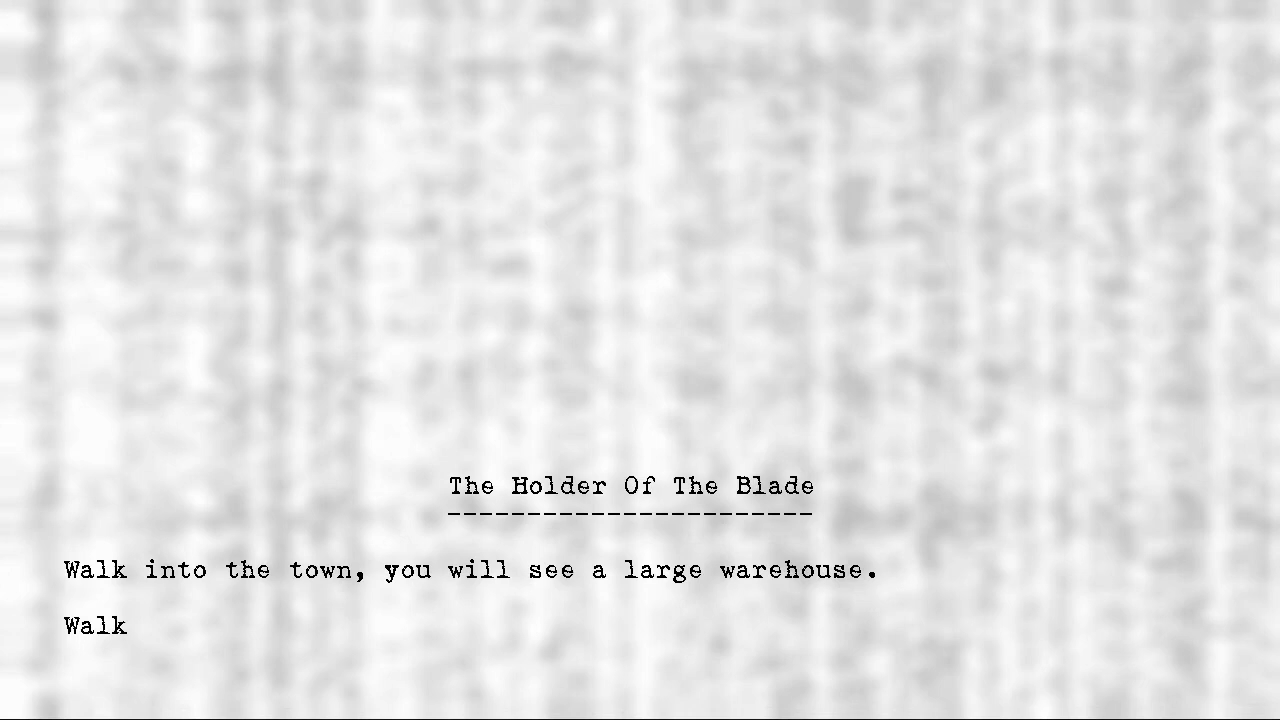 The Holder Of The Blade
-----------------------
Walk into the town, you will see a large warehouse.
Walk